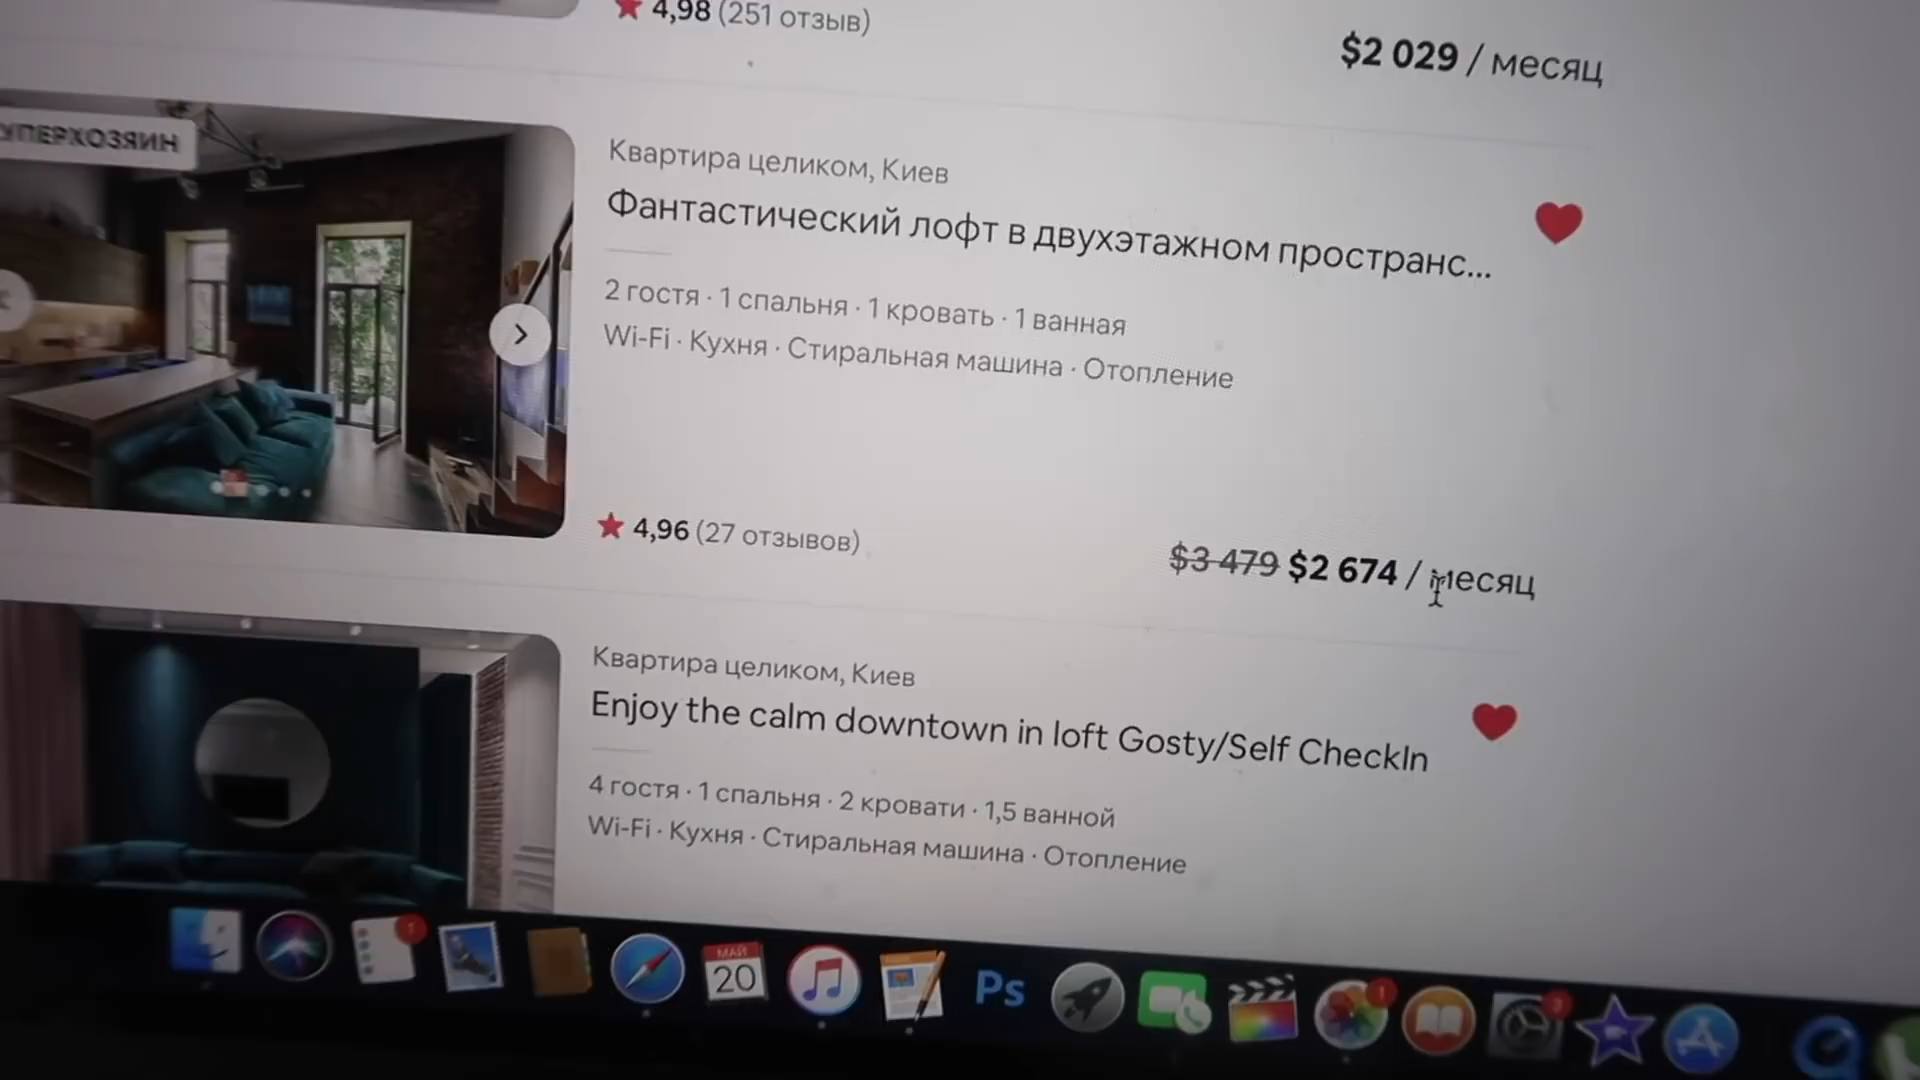 4,98 (251 отзыв)
$2 029 / месяц
УПЕРХОЗЯИН
Квартира целиком, Киев
Фантастический лофт в двухэтажном пространс...
2 гостя · 1 спальня · 1 кровать · 1 ванная
Wi-Fi · Кухня · Стиральная машина · Отопление
4,96 (27 отзывов)
$3 479 $2 674 / месяц
Квартира целиком, Киев
Enjoy the calm downtown in loft Gosty/Self CheckIn
4 гостя · 1 спальня · 2 кровати · 1,5 ванной
Wi-Fi · Кухня · Стиральная машина · Отопление
1
МАЙ
20
Ps
1
3